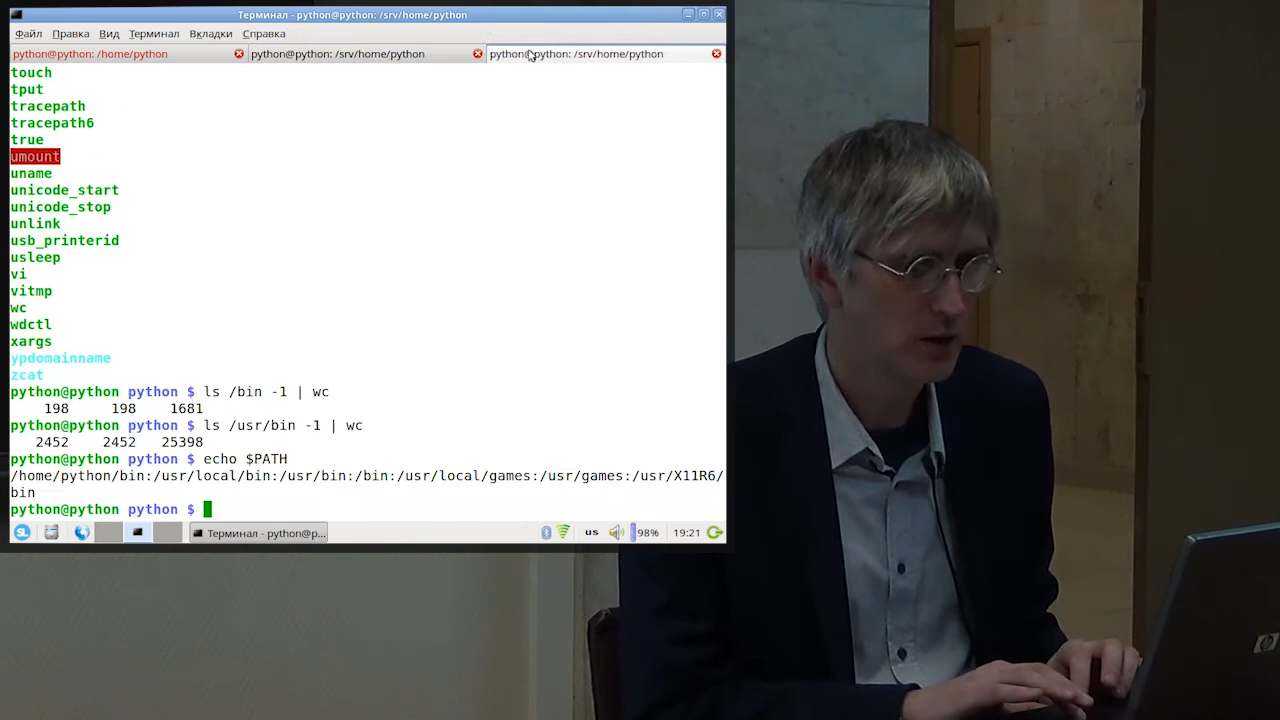 Терминал - python@python: /srv/home/python
Файл Правка Вид Терминал Вкладки Справка
python@python: /home/python python@python: /srv/home/python python@python: /srv/home/python
touch
tput
tracepath
tracepath6
true
umount
uname
unicode_start
unicode_stop
unlink
usb_printerid
usleep
vi
vitmp
wc
wdctl
xargs
ypdomainname
zcat
python@python python $ ls /bin -1 | wc
198 198 1681
python@python python $ ls /usr/bin -1 | wc
2452 2452 25398
python@python python $ echo $PATH
/home/python/bin:/usr/local/bin:/usr/bin:/bin:/usr/local/games:/usr/games:/usr/X11R6/
bin
python@python python $
Терминал - python@p... us 98% 19:21
hp